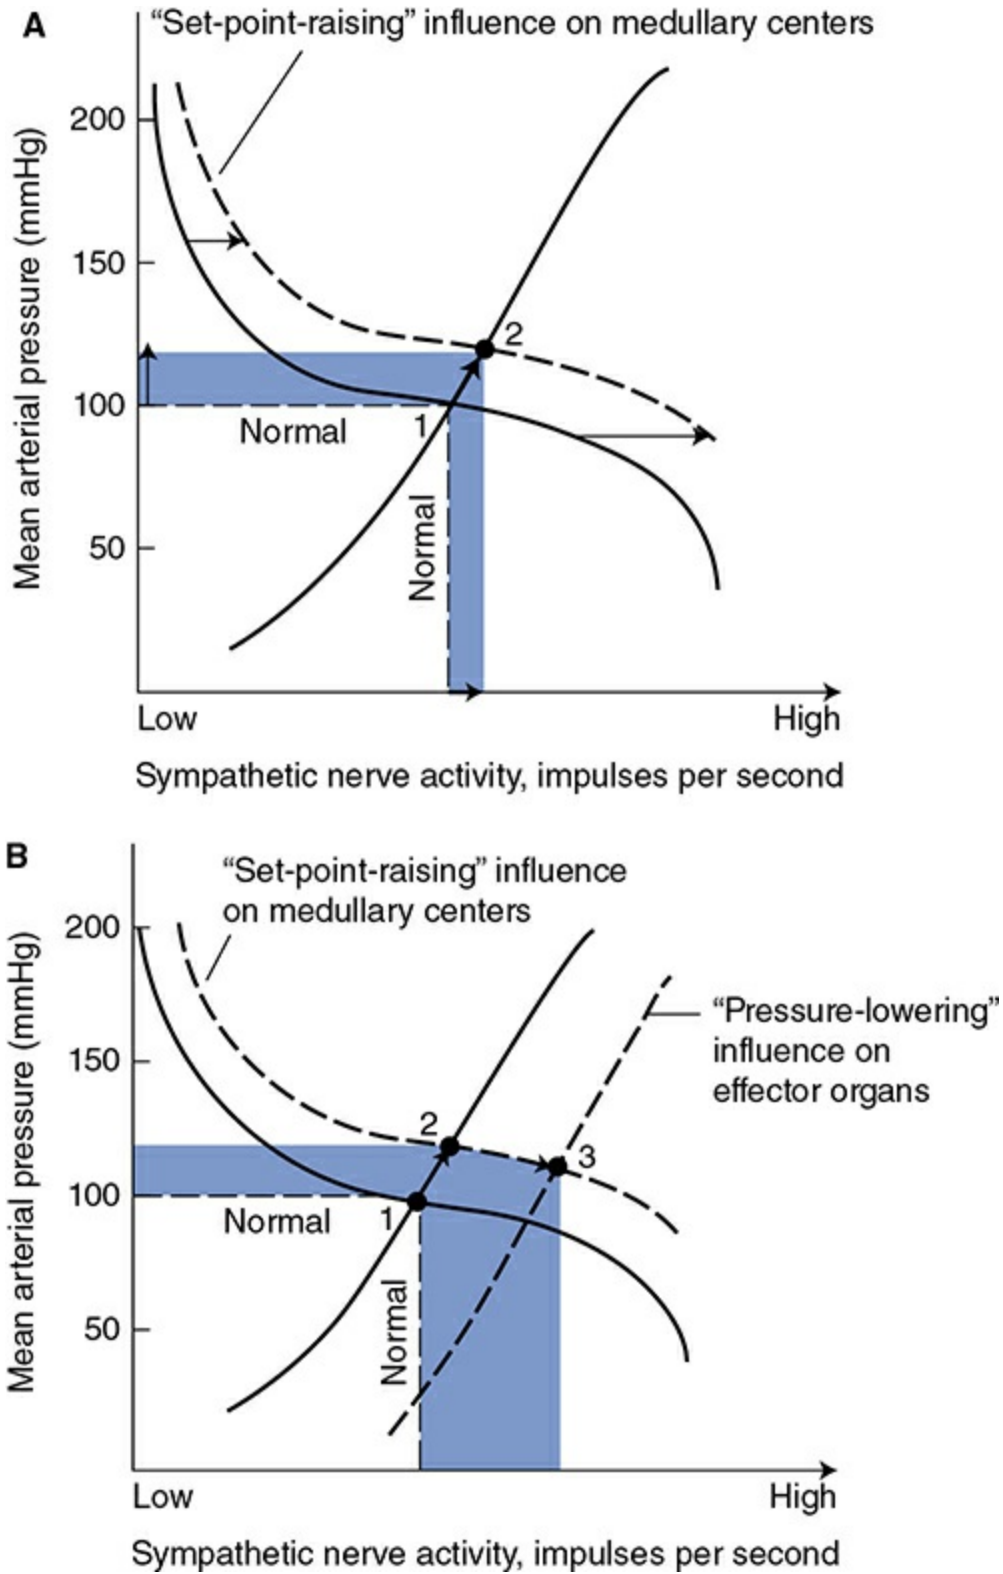 A
“Set-point-raising” influence on medullary centers
Mean arterial pressure (mmHg)
200
150
100
50
2
1
Normal
Normal
Low
High
Sympathetic nerve activity, impulses per second
B
“Set-point-raising” influence
on medullary centers
Mean arterial pressure (mmHg)
200
150
100
50
“Pressure-lowering”
influence on
effector organs
2
3
1
Normal
Normal
Low
High
Sympathetic nerve activity, impulses per second